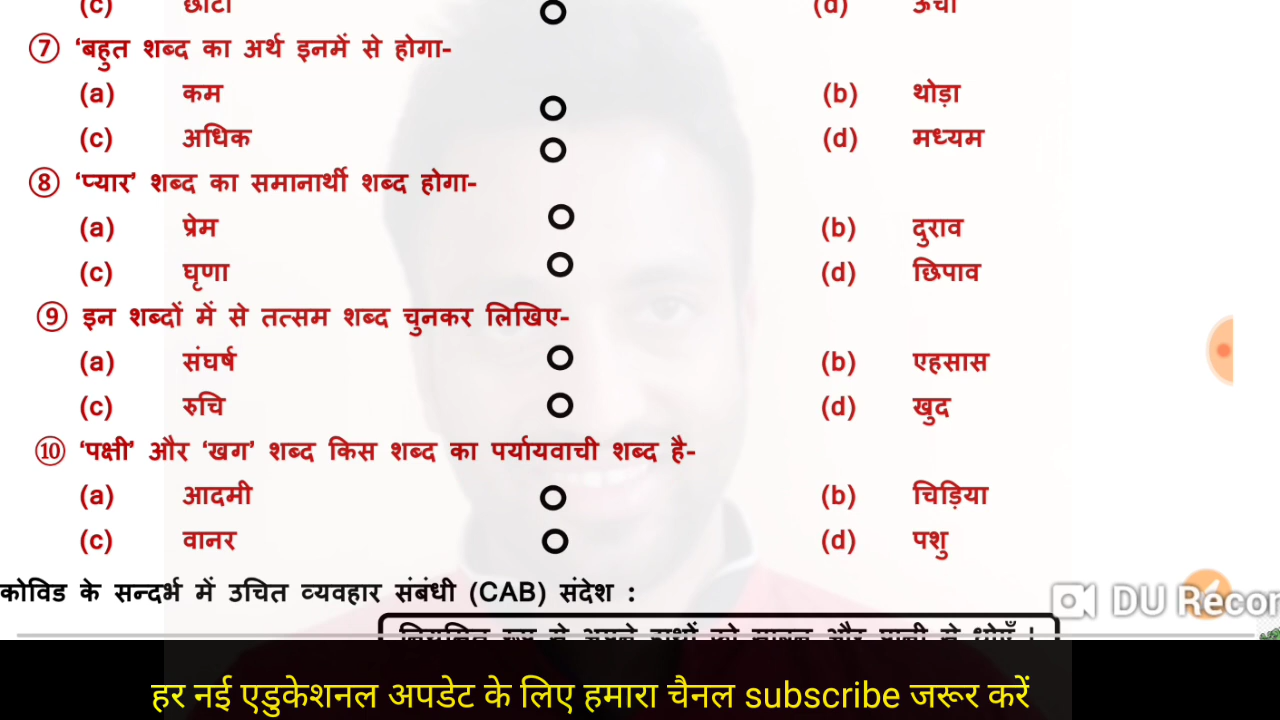 (c) छोटा (d) ऊँचा
⑦ ‘बहुत शब्द का अर्थ इनमें से होगा-
(a) कम (b) थोड़ा
(c) अधिक (d) मध्यम
⑧ ‘प्यार’ शब्द का समानार्थी शब्द होगा-
(a) प्रेम (b) दुराव
(c) घृणा (d) छिपाव
⑨ इन शब्दों में से तत्सम शब्द चुनकर लिखिए-
(a) संघर्ष (b) एहसास
(c) रुचि (d) खुद
⑩ ‘पक्षी’ और ‘खग’ शब्द किस शब्द का पर्यायवाची शब्द है-
(a) आदमी (b) चिड़िया
(c) वानर (d) पशु
कोविड के सन्दर्भ में उचित व्यवहार संबंधी (CAB) संदेश :
DU Recor
हर नई एडुकेशनल अपडेट के लिए हमारा चैनल subscribe जरूर करें